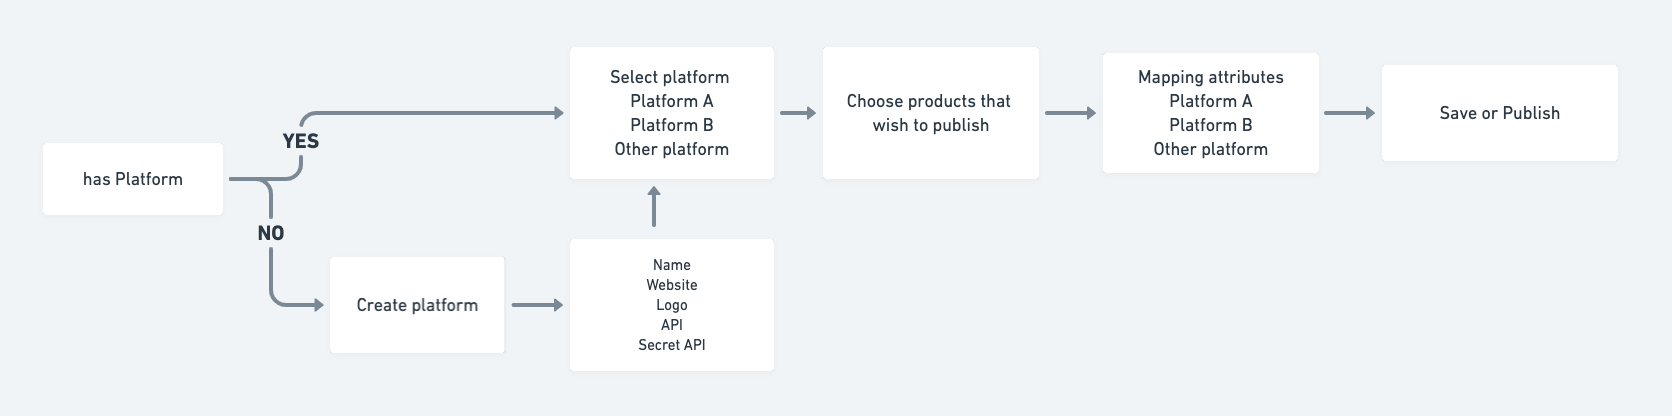 has Platform
YES
NO
Create platform
Select platform
Platform A
Platform B
Other platform
Name
Website
Logo
API
Secret API
Choose products that
wish to publish
Mapping attributes
Platform A
Platform B
Other platform
Save or Publish